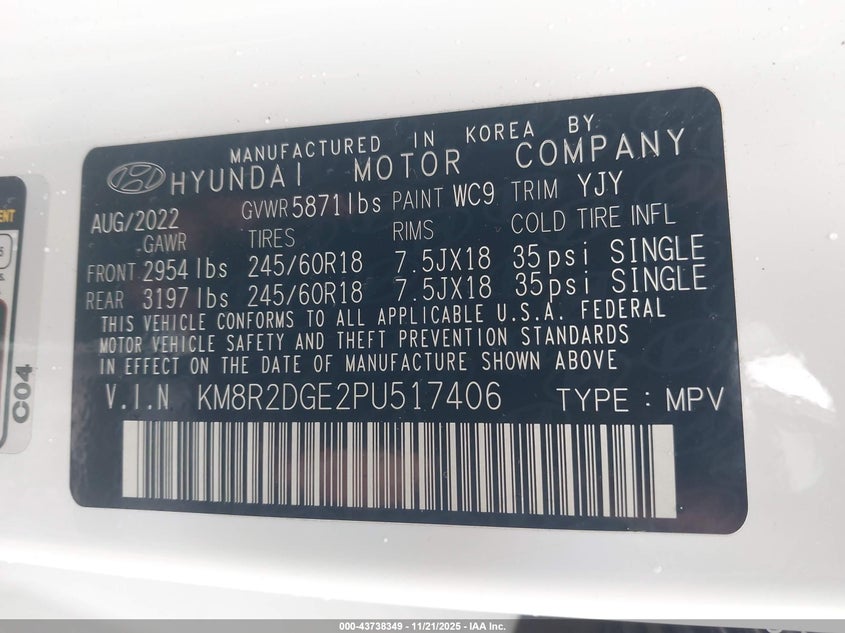 MANUFACTURED IN KOREA BY
HYUNDAI MOTOR COMPANY
AUG/2022 GVWR 5871 lbs PAINT WC9 TRIM YJY
GAWR TIRES RIMS COLD TIRE INFL
FRONT 2954 lbs 245/60R18 7.5JX18 35psi SINGLE
REAR 3197 lbs 245/60R18 7.5JX18 35psi SINGLE
THIS VEHICLE CONFORMS TO ALL APPLICABLE U.S.A. FEDERAL
MOTOR VEHICLE SAFETY AND THEFT PREVENTION STANDARDS
IN EFFECT ON THE DATE OF MANUFACTURE SHOWN ABOVE
V.I.N KM8R2DGE2PU517406 TYPE : MPV
C04
000-43738349 - 11/21/2025 - IAA Inc.